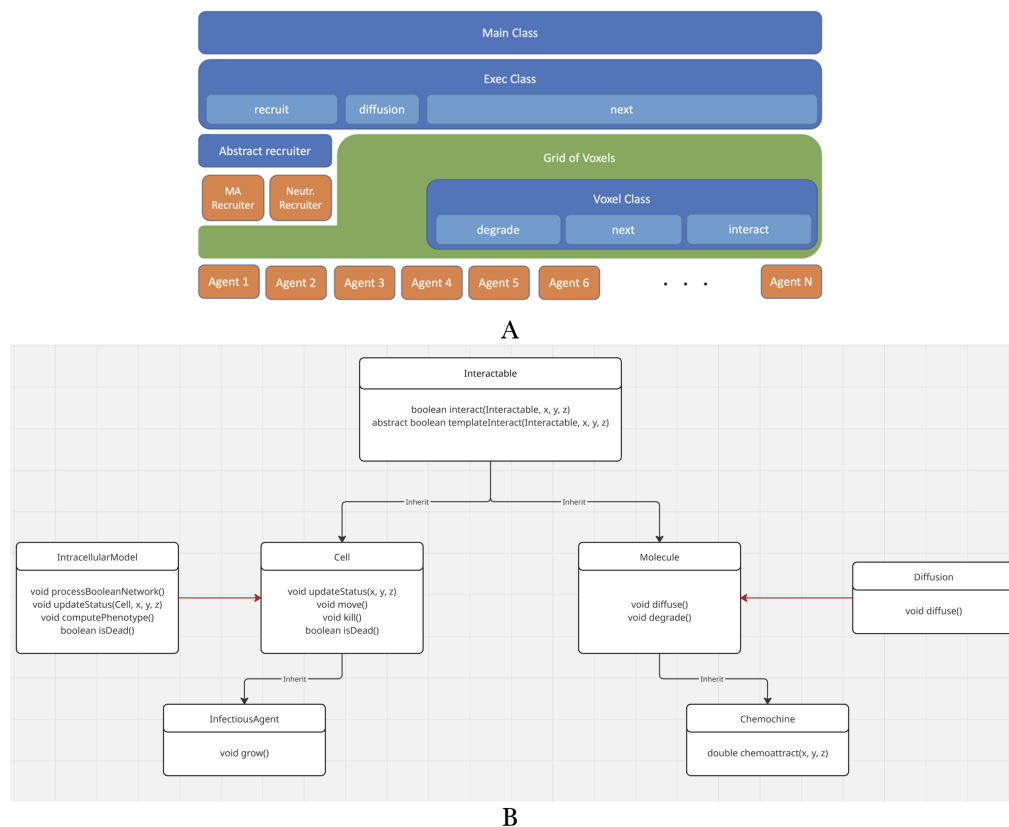 Main Class
Exec Class
recruit
diffusion
next
Abstract recruiter
Grid of Voxels
MA
Recruiter
Neutr.
Recruiter
Voxel Class
degrade
next
interact
Agent 1
Agent 2
Agent 3
Agent 4
Agent 5
Agent 6
. . .
Agent N
A
Interactable
boolean interact(Interactable, x, y, z)
abstract boolean templateInteract(Interactable, x, y, z)
Inherit
Inherit
IntracellularModel
void processBooleanNetwork()
void updateStatus(Cell, x, y, z)
void computePhenotype()
boolean isDead()
Cell
void updateStatus(x, y, z)
void move()
void kill()
boolean isDead()
Molecule
void diffuse()
void degrade()
Diffusion
void diffuse()
Inherit
Inherit
InfectiousAgent
void grow()
Chemochine
double chemoattract(x, y, z)
B